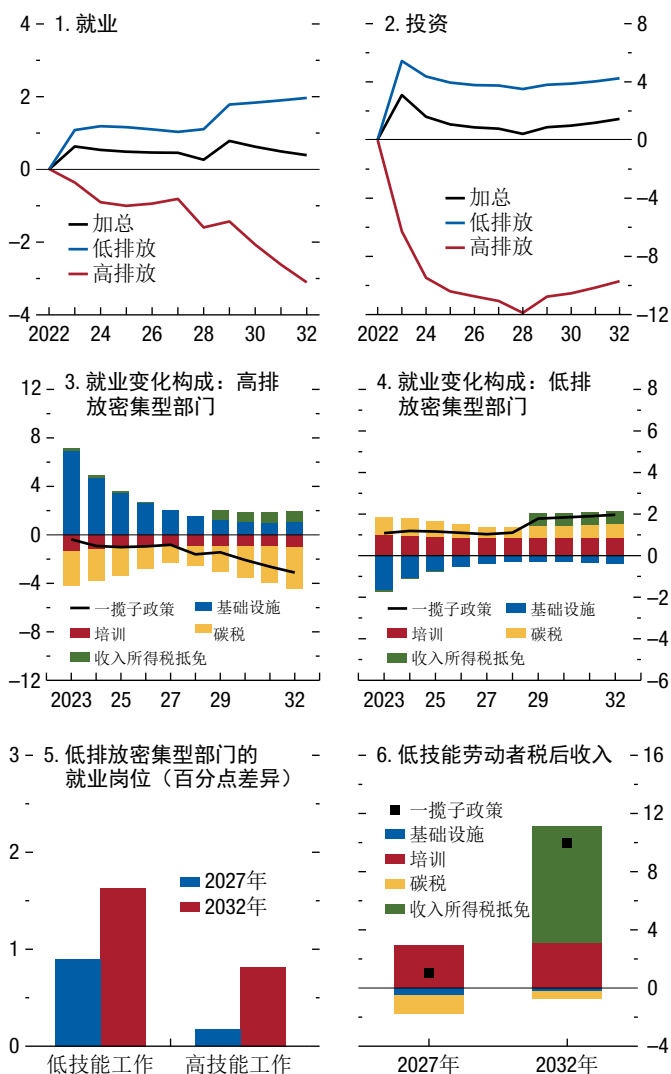 1. 就业
4
2
0
–2
–4
加总
低排放
高排放
2022 24 26 28 30 32
2. 投资
8
4
0
–4
–8
–12
加总
低排放
高排放
2022 24 26 28 30 32
3. 就业变化构成：高排
放密集型部门
12
8
4
0
–4
–8
–12
一揽子政策 基础设施
培训 碳税
收入所得税抵免
2023 25 27 29 32
4. 就业变化构成：低排
放密集型部门
8
6
4
2
0
–2
–4
–6
一揽子政策 基础设施
培训 碳税
收入所得税抵免
2023 25 27 29 32
5. 低排放密集型部门的
就业岗位（百分点差异）
3
2
1
0
2027年
2032年
低技能工作 高技能工作
6. 低技能劳动者税后收入
16
12
8
4
0
–4
一揽子政策
基础设施
培训
碳税
收入所得税抵免
2027年 2032年